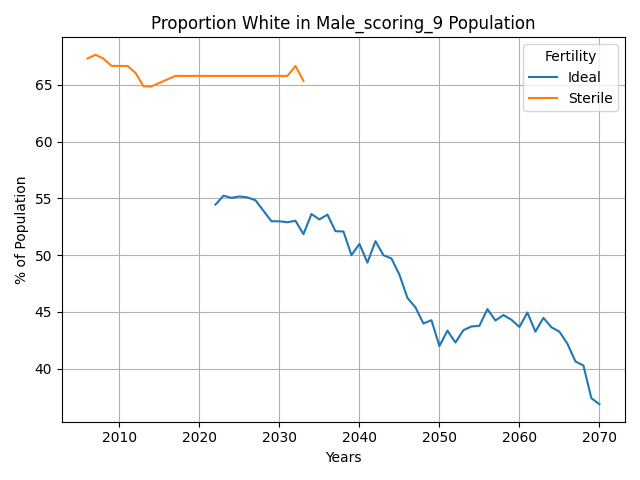 Proportion White in Male_scoring_9 Population
Fertility
Ideal
Sterile
% of Population
65
60
55
50
45
40
2010
2020
2030
2040
2050
2060
2070
Years